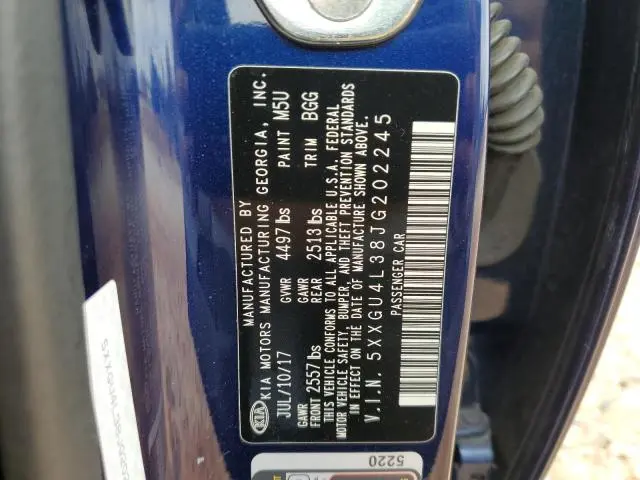 MANUFACTURED BY
KIA KIA MOTORS MANUFACTURING GEORGIA, INC.
JUL/10/17 GVWR 4497 lbs PAINT M5U
GAWR FRONT 2557 lbs GAWR REAR 2513 lbs TRIM BGG
THIS VEHICLE CONFORMS TO ALL APPLICABLE U.S.A. FEDERAL
MOTOR VEHICLE SAFETY, BUMPER, AND THEFT PREVENTION STANDARDS
IN EFFECT ON THE DATE OF MANUFACTURE SHOWN ABOVE.
V.I.N. 5XXGU4L38JG202245
PASSENGER CAR
5220